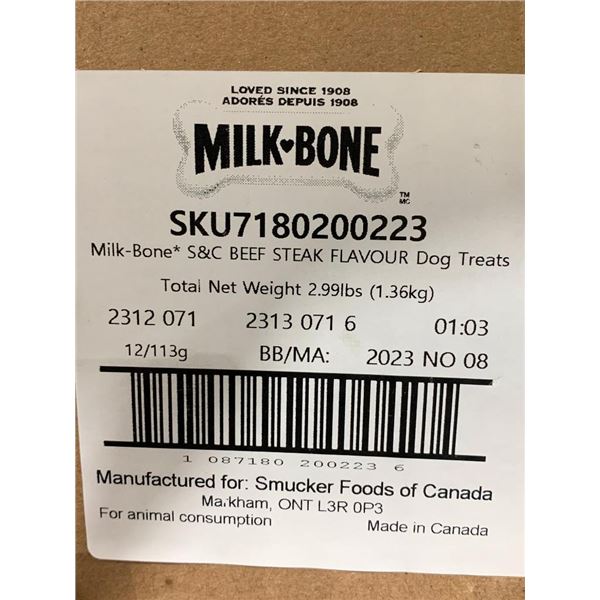 LOVED SINCE 1908
ADORÉS DEPUIS 1908
MILK♥BONE
TM
MC
SKU7180200223
Milk-Bone* S&C BEEF STEAK FLAVOUR Dog Treats
Total Net Weight 2.99lbs (1.36kg)
2312 071 2313 071 6 01:03
12/113g BB/MA: 2023 NO 08
1 087180 200223 6
Manufactured for: Smucker Foods of Canada
Markham, ONT L3R 0P3
For animal consumption Made in Canada